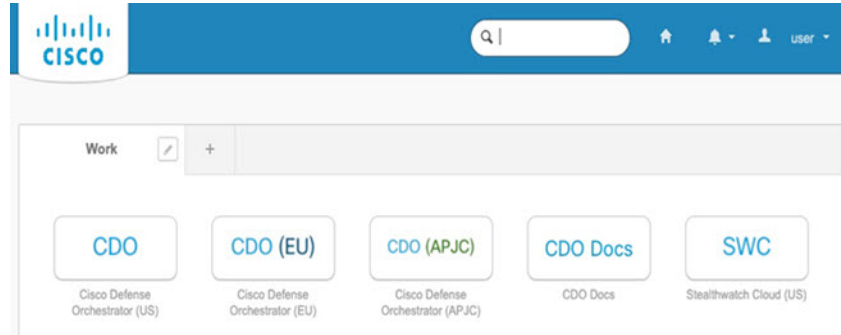 CISCO
user
Work
+
CDO
CDO (EU)
CDO (APJC)
CDO Docs
SWC
Cisco Defense
Orchestrator (US)
Cisco Defense
Orchestrator (EU)
Cisco Defense
Orchestrator (APJC)
CDO Docs
Stealthwatch Cloud (US)